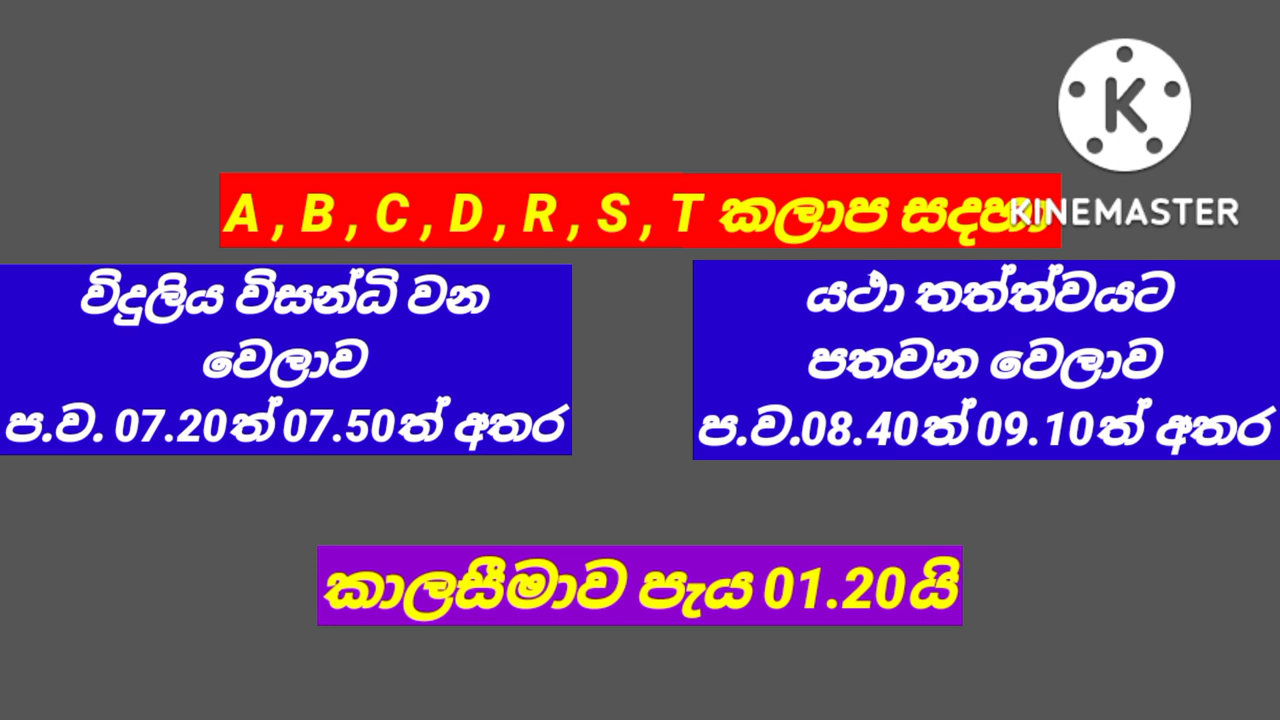 A , B , C , D , R , S , T කලාප සඳහා
KINEMASTER
විදුලිය විසන්ධි වන
වෙලාව
ප.ව. 07.20ත් 07.50ත් අතර
යථා තත්ත්වයට
පතවන වෙලාව
ප.ව.08.40ත් 09.10ත් අතර
කාලසීමාව පැය 01.20යි